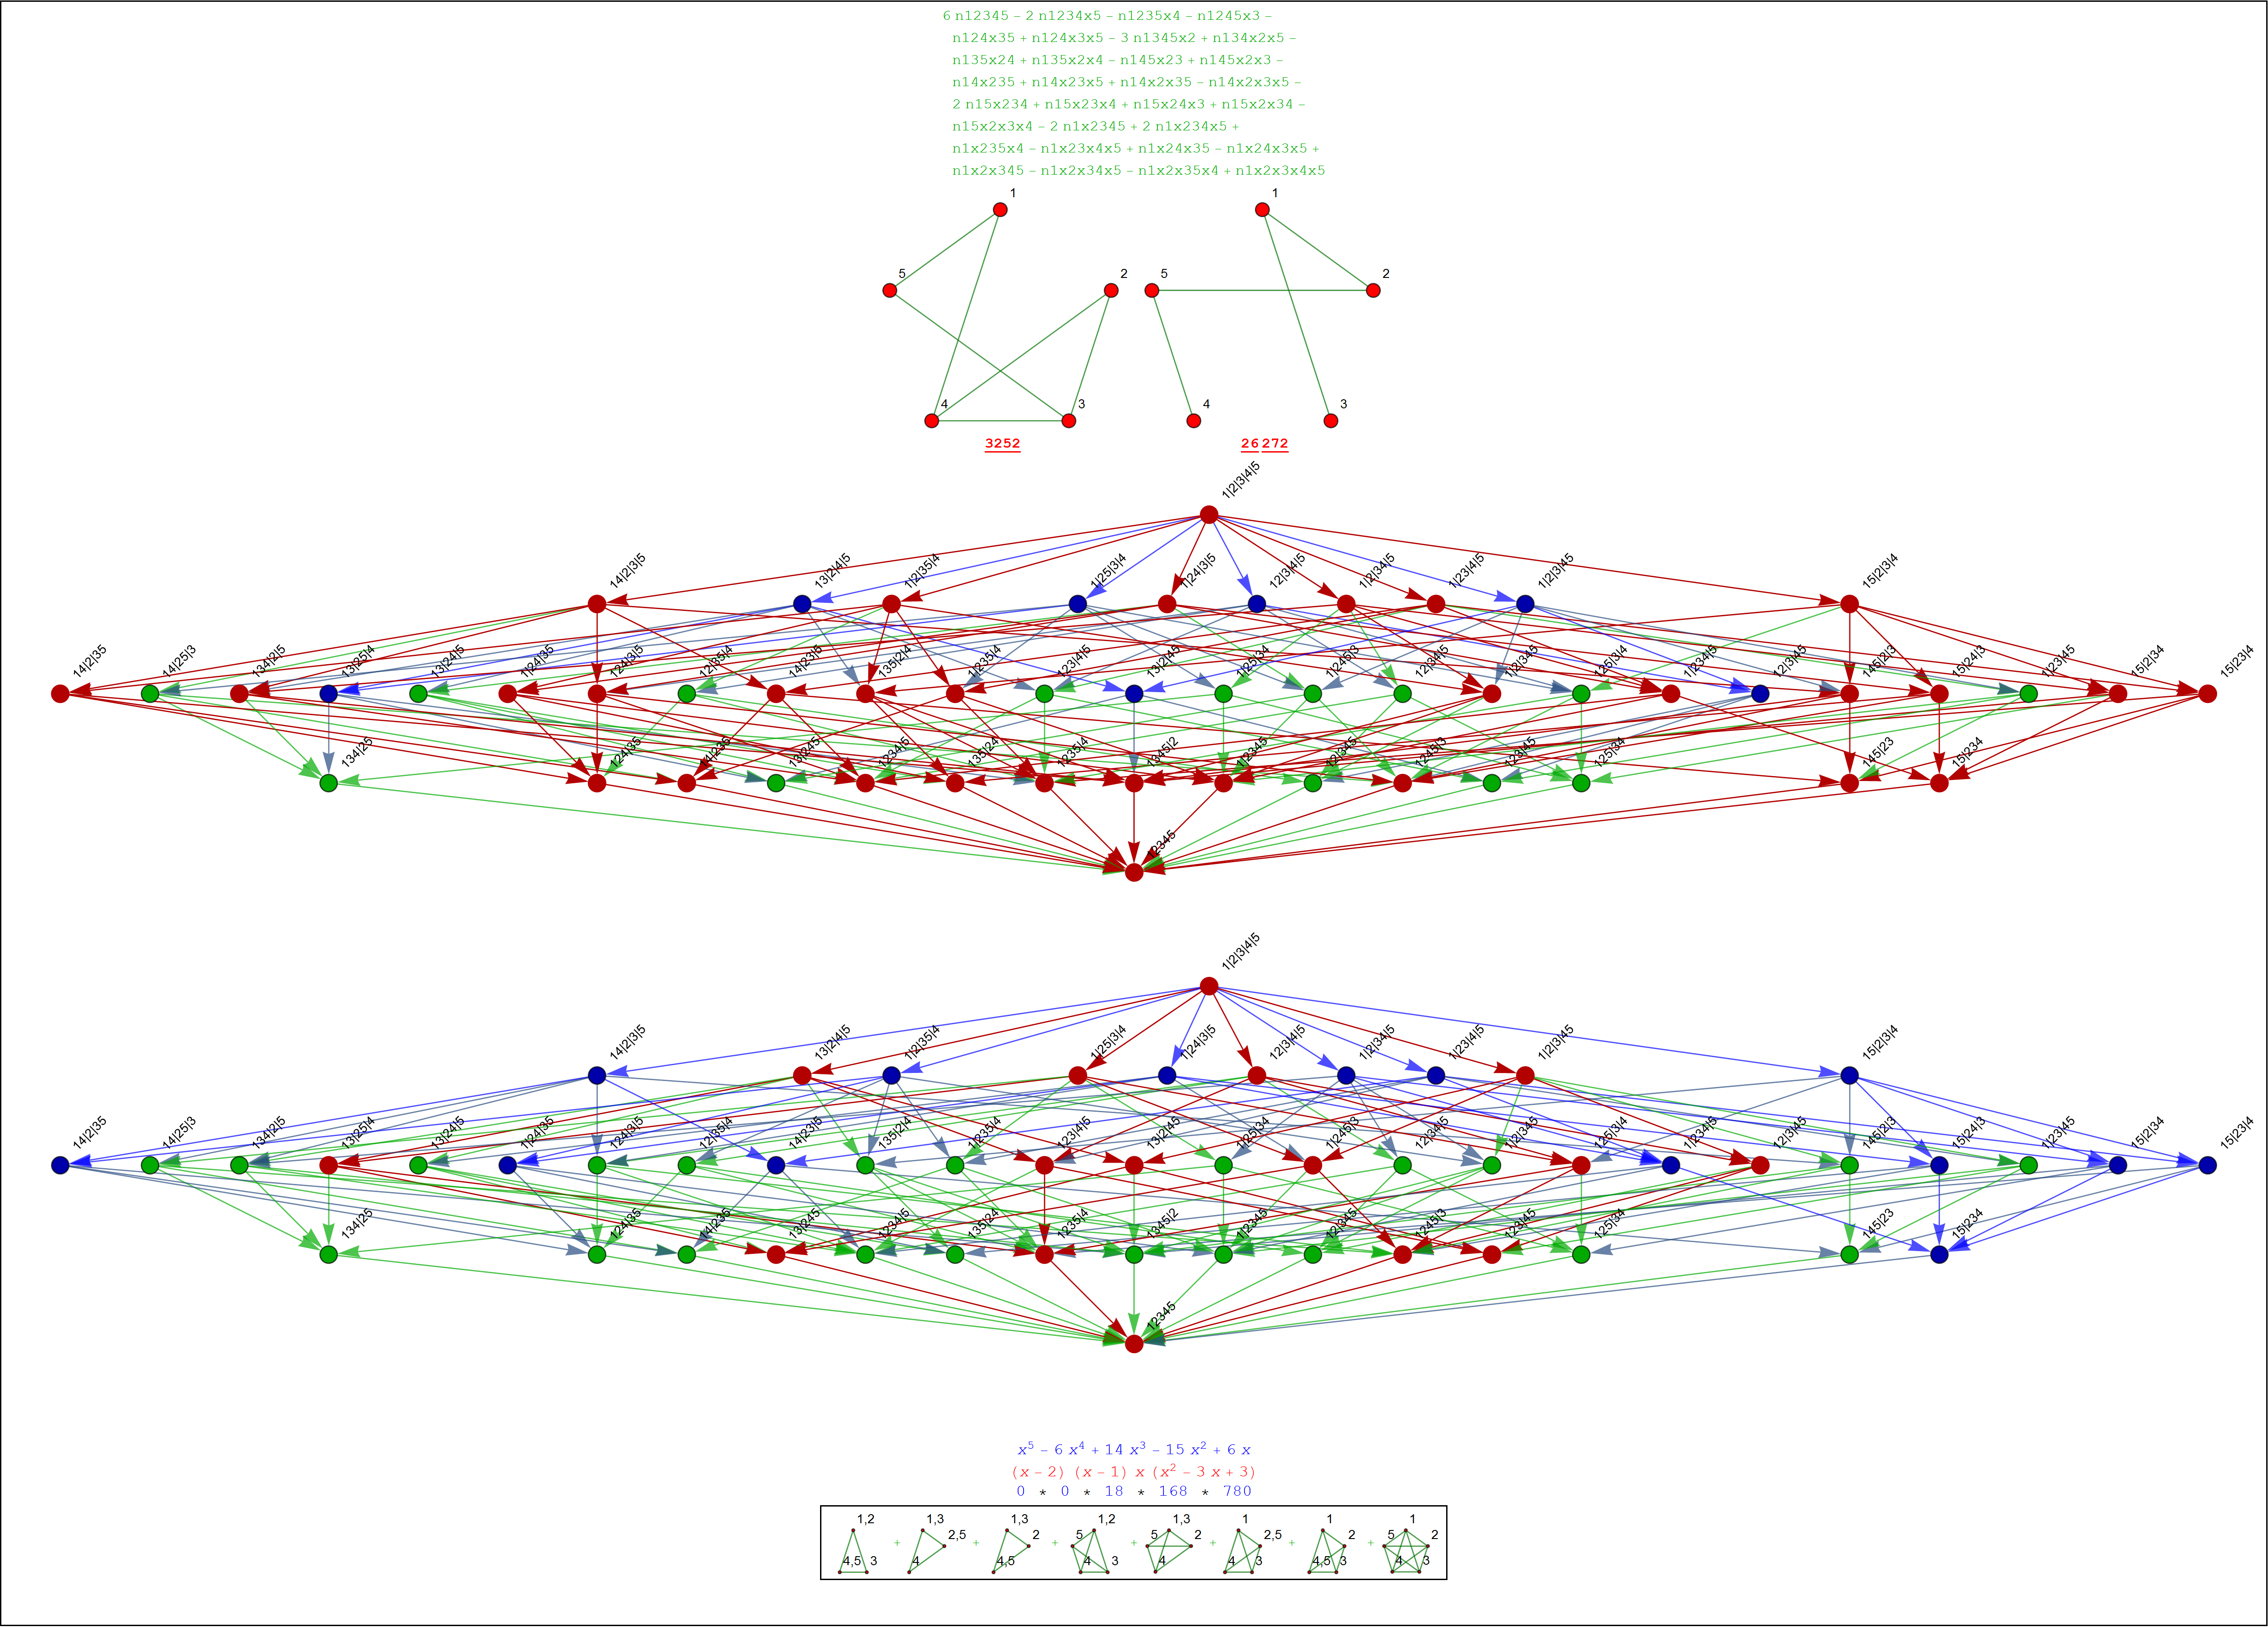 6 n12345 − 2 n1234x5 − n1235x4 − n1245x3 −
n124x35 + n124x3x5 − 3 n1345x2 + n134x2x5 −
n135x24 + n135x2x4 − n145x23 + n145x2x3 −
n14x235 + n14x23x5 + n14x2x35 − n14x2x3x5 −
2 n15x234 + n15x23x4 + n15x24x3 + n15x2x34 −
n15x2x3x4 − 2 n1x2345 + 2 n1x234x5 +
n1x235x4 − n1x23x4x5 + n1x24x35 − n1x24x3x5 +
n1x2x345 − n1x2x34x5 − n1x2x35x4 + n1x2x3x4x5
1 1
5 2 5 2
4 3 4 3
3252 26 272
1|2|3|4|5
14|2|3|5 13|2|4|5 1|2|35|4 1|25|3|4 1|24|3|5 12|3|4|5 1|2|34|5 1|23|4|5 1|2|3|45 15|2|3|4
14|2|35 14|25|3 134|2|5 13|25|4 13|24|5 1|24|35 124|3|5 12|35|4 14|23|5 135|2|4 1|235|4 123|4|5 13|2|45 1|25|34 1|245|3 12|34|5 1|2|345 125|3|4 1|234|5 12|3|45 145|2|3 15|24|3 1|23|45 15|2|34 15|23|4
134|25 124|35 14|235 13|245 1234|5 135|24 1235|4 1345|2 1|2345 12|345 1245|3 123|45 125|34 145|23 15|234
12345
1|2|3|4|5
14|2|3|5 13|2|4|5 1|2|35|4 1|25|3|4 1|24|3|5 12|3|4|5 1|2|34|5 1|23|4|5 1|2|3|45 15|2|3|4
14|2|35 14|25|3 134|2|5 13|25|4 13|24|5 1|24|35 124|3|5 12|35|4 14|23|5 135|2|4 1|235|4 123|4|5 13|2|45 1|25|34 1|245|3 12|34|5 1|2|345 125|3|4 1|234|5 12|3|45 145|2|3 15|24|3 1|23|45 15|2|34 15|23|4
134|25 124|35 14|235 13|245 1234|5 135|24 1235|4 1345|2 1|2345 12|345 1245|3 123|45 125|34 145|23 15|234
12345
x⁵ − 6 x⁴ + 14 x³ − 15 x² + 6 x
(x − 2) (x − 1) x (x² − 3 x + 3)
0 * 0 * 18 * 168 * 780
1,2 1,3 1,3 1,2 1,3 1 1 1
2,5 2 5 5 2 2,5 2 5 2
+ + + + + + +
4,5 3 4 4,5 4 3 4 4 3 4,5 3 4 3